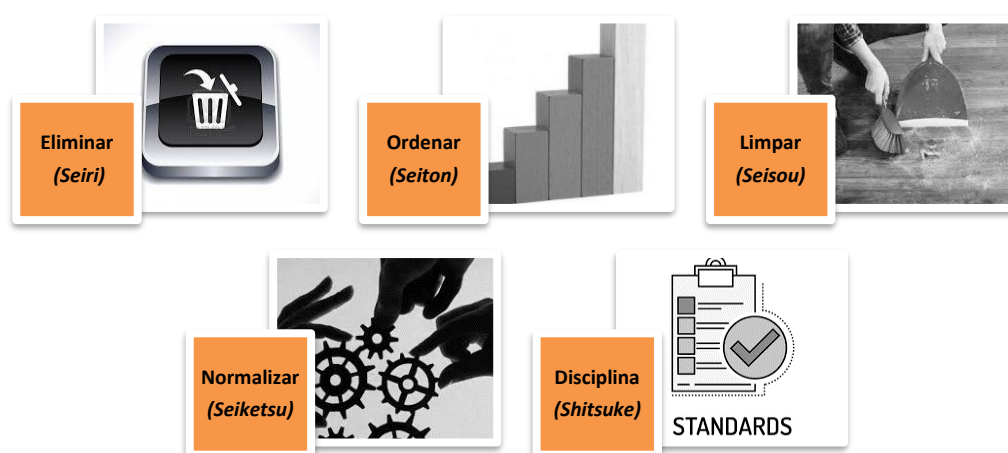 Eliminar
(Seiri)
Ordenar
(Seiton)
Limpar
(Seisou)
Normalizar
(Seiketsu)
Disciplina
(Shitsuke)
STANDARDS